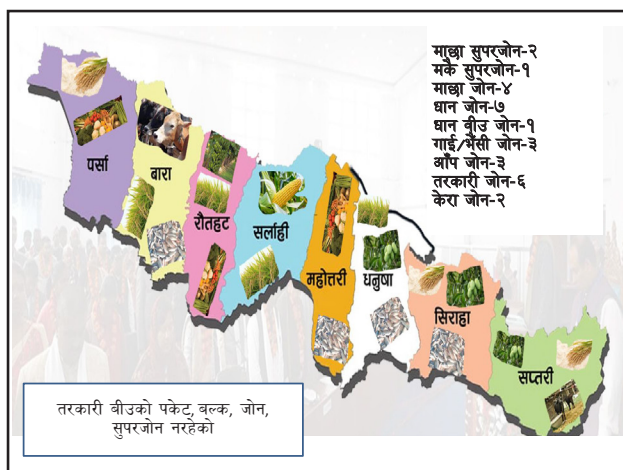 माछा सुपरजोन-२
मकै सुपरजोन-१
माछा जोन-४
धान जोन-७
धान बीउ जोन-१
गाई/भैंसी जोन-३
आँप जोन-३
तरकारी जोन-६
केरा जोन-२
पर्सा
बारा
रौतहट
सर्लाही
महोत्तरी
धनुषा
सिराहा
सप्तरी
तरकारी बीउको पकेट, बल्क, जोन,
सुपरजोन नरहेको